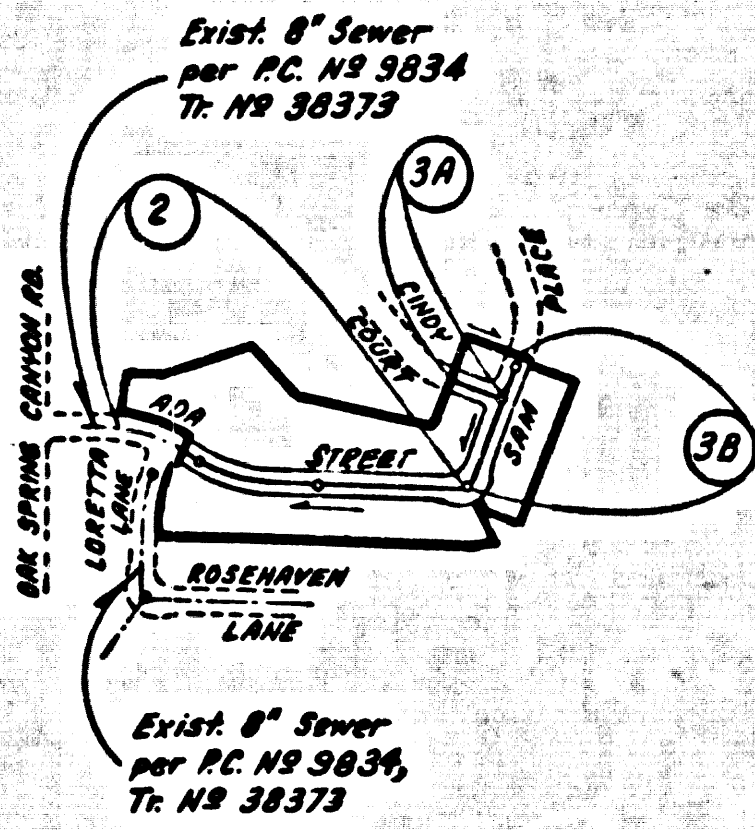 Exist. 8" Sewer
per P.C. Nº 9834
Tr. Nº 38373
2
3A
CINDY
COURT
PLACE
OAK SPRING CANYON RD.
ADA
STREET
SAM
3B
LORETTA
LANE
ROSEHAVEN
LANE
Exist. 8" Sewer
per P.C. Nº 9834,
Tr. Nº 38373